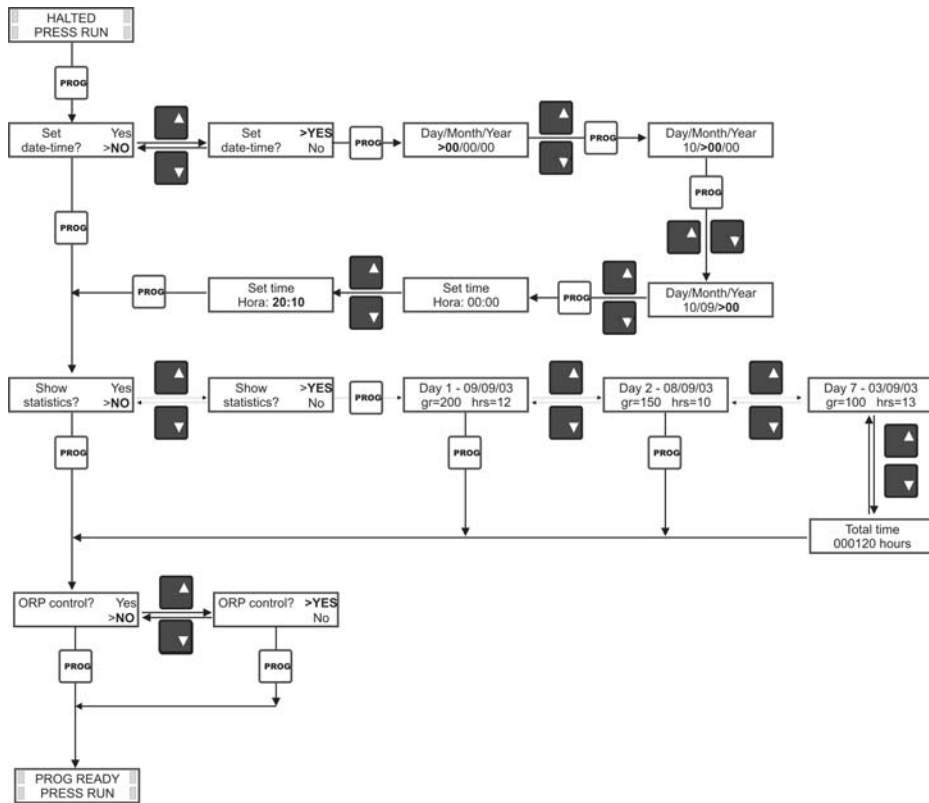 HALTED
PRESS RUN
PROG
Set Yes
date-time? >NO
Set >YES
date-time? No
PROG
Day/Month/Year
>00/00/00
PROG
Day/Month/Year
10/>00/00
PROG
PROG
Day/Month/Year
10/09/>00
PROG
Set time
Hora: 00:00
Set time
Hora: 20:10
PROG
Show Yes
statistics? >NO
Show >YES
statistics? No
PROG
Day 1 - 09/09/03
gr=200 hrs=12
Day 2 - 08/09/03
gr=150 hrs=10
Day 7 - 03/09/03
gr=100 hrs=13
PROG
PROG
PROG
Total time
000120 hours
ORP control? Yes
>NO
ORP control? >YES
No
PROG
PROG
PROG READY
PRESS RUN